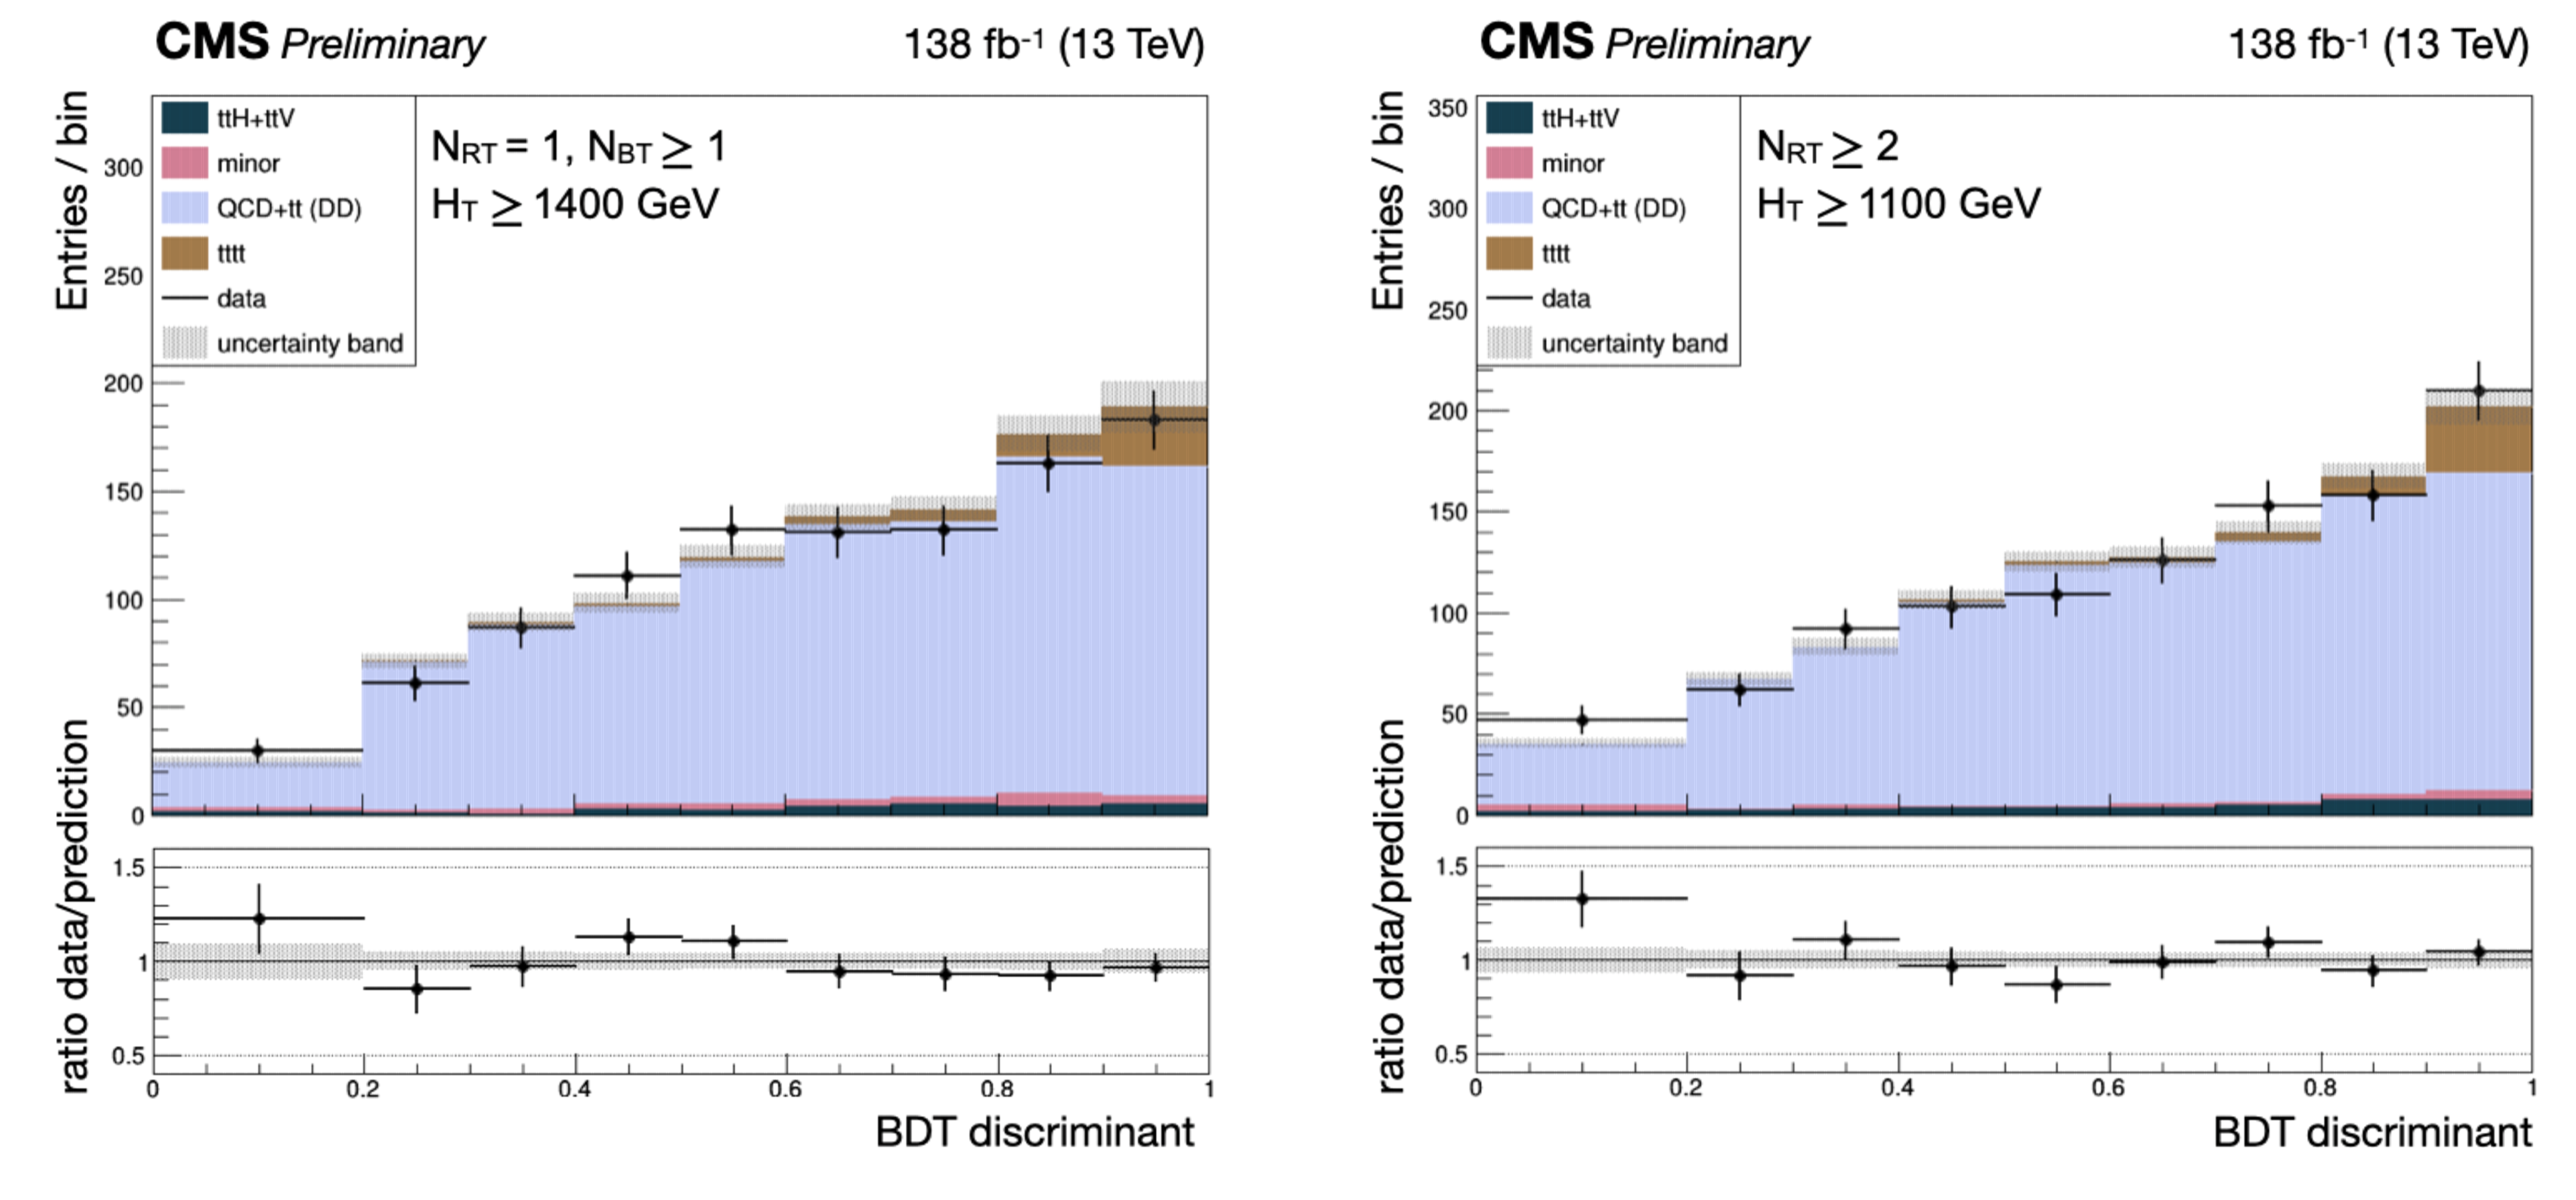 CMS Preliminary 138 fb-1 (13 TeV)
Entries / bin
ttH+ttV
minor
QCD+tt (DD)
tttt
data
uncertainty band
NRT = 1, NBT ≥ 1
HT ≥ 1400 GeV
300
250
200
150
100
50
0
ratio data/prediction
1.5
1
0.5
0 0.2 0.4 0.6 0.8 1
BDT discriminant
CMS Preliminary 138 fb-1 (13 TeV)
Entries / bin
ttH+ttV
minor
QCD+tt (DD)
tttt
data
uncertainty band
NRT ≥ 2
HT ≥ 1100 GeV
350
300
250
200
150
100
50
0
ratio data/prediction
1.5
1
0.5
0 0.2 0.4 0.6 0.8 1
BDT discriminant